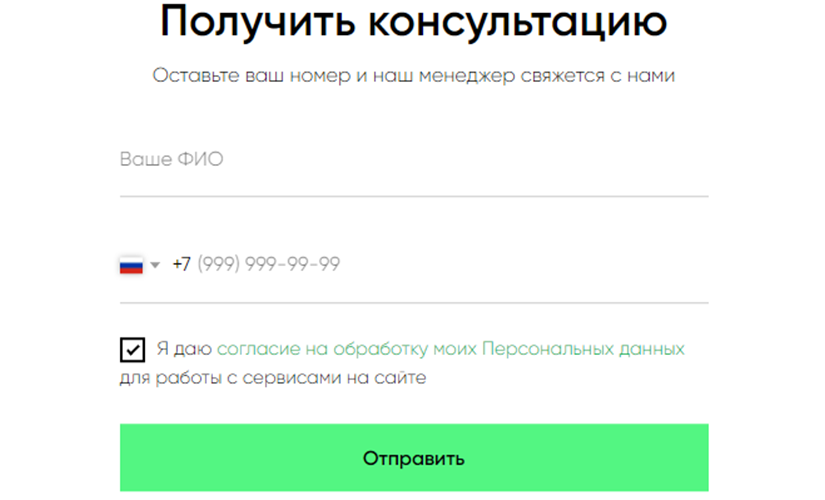 Получить консультацию
Оставьте ваш номер и наш менеджер свяжется с нами
Ваше ФИО
+7 (999) 999-99-99
Я даю согласие на обработку моих Персональных данных
для работы с сервисами на сайте
Отправить